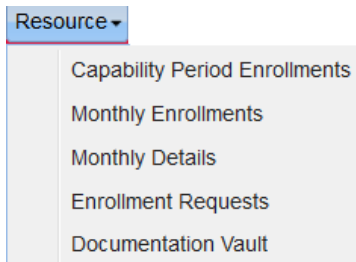 Resource
Capability Period Enrollments
Monthly Enrollments
Monthly Details
Enrollment Requests
Documentation Vault